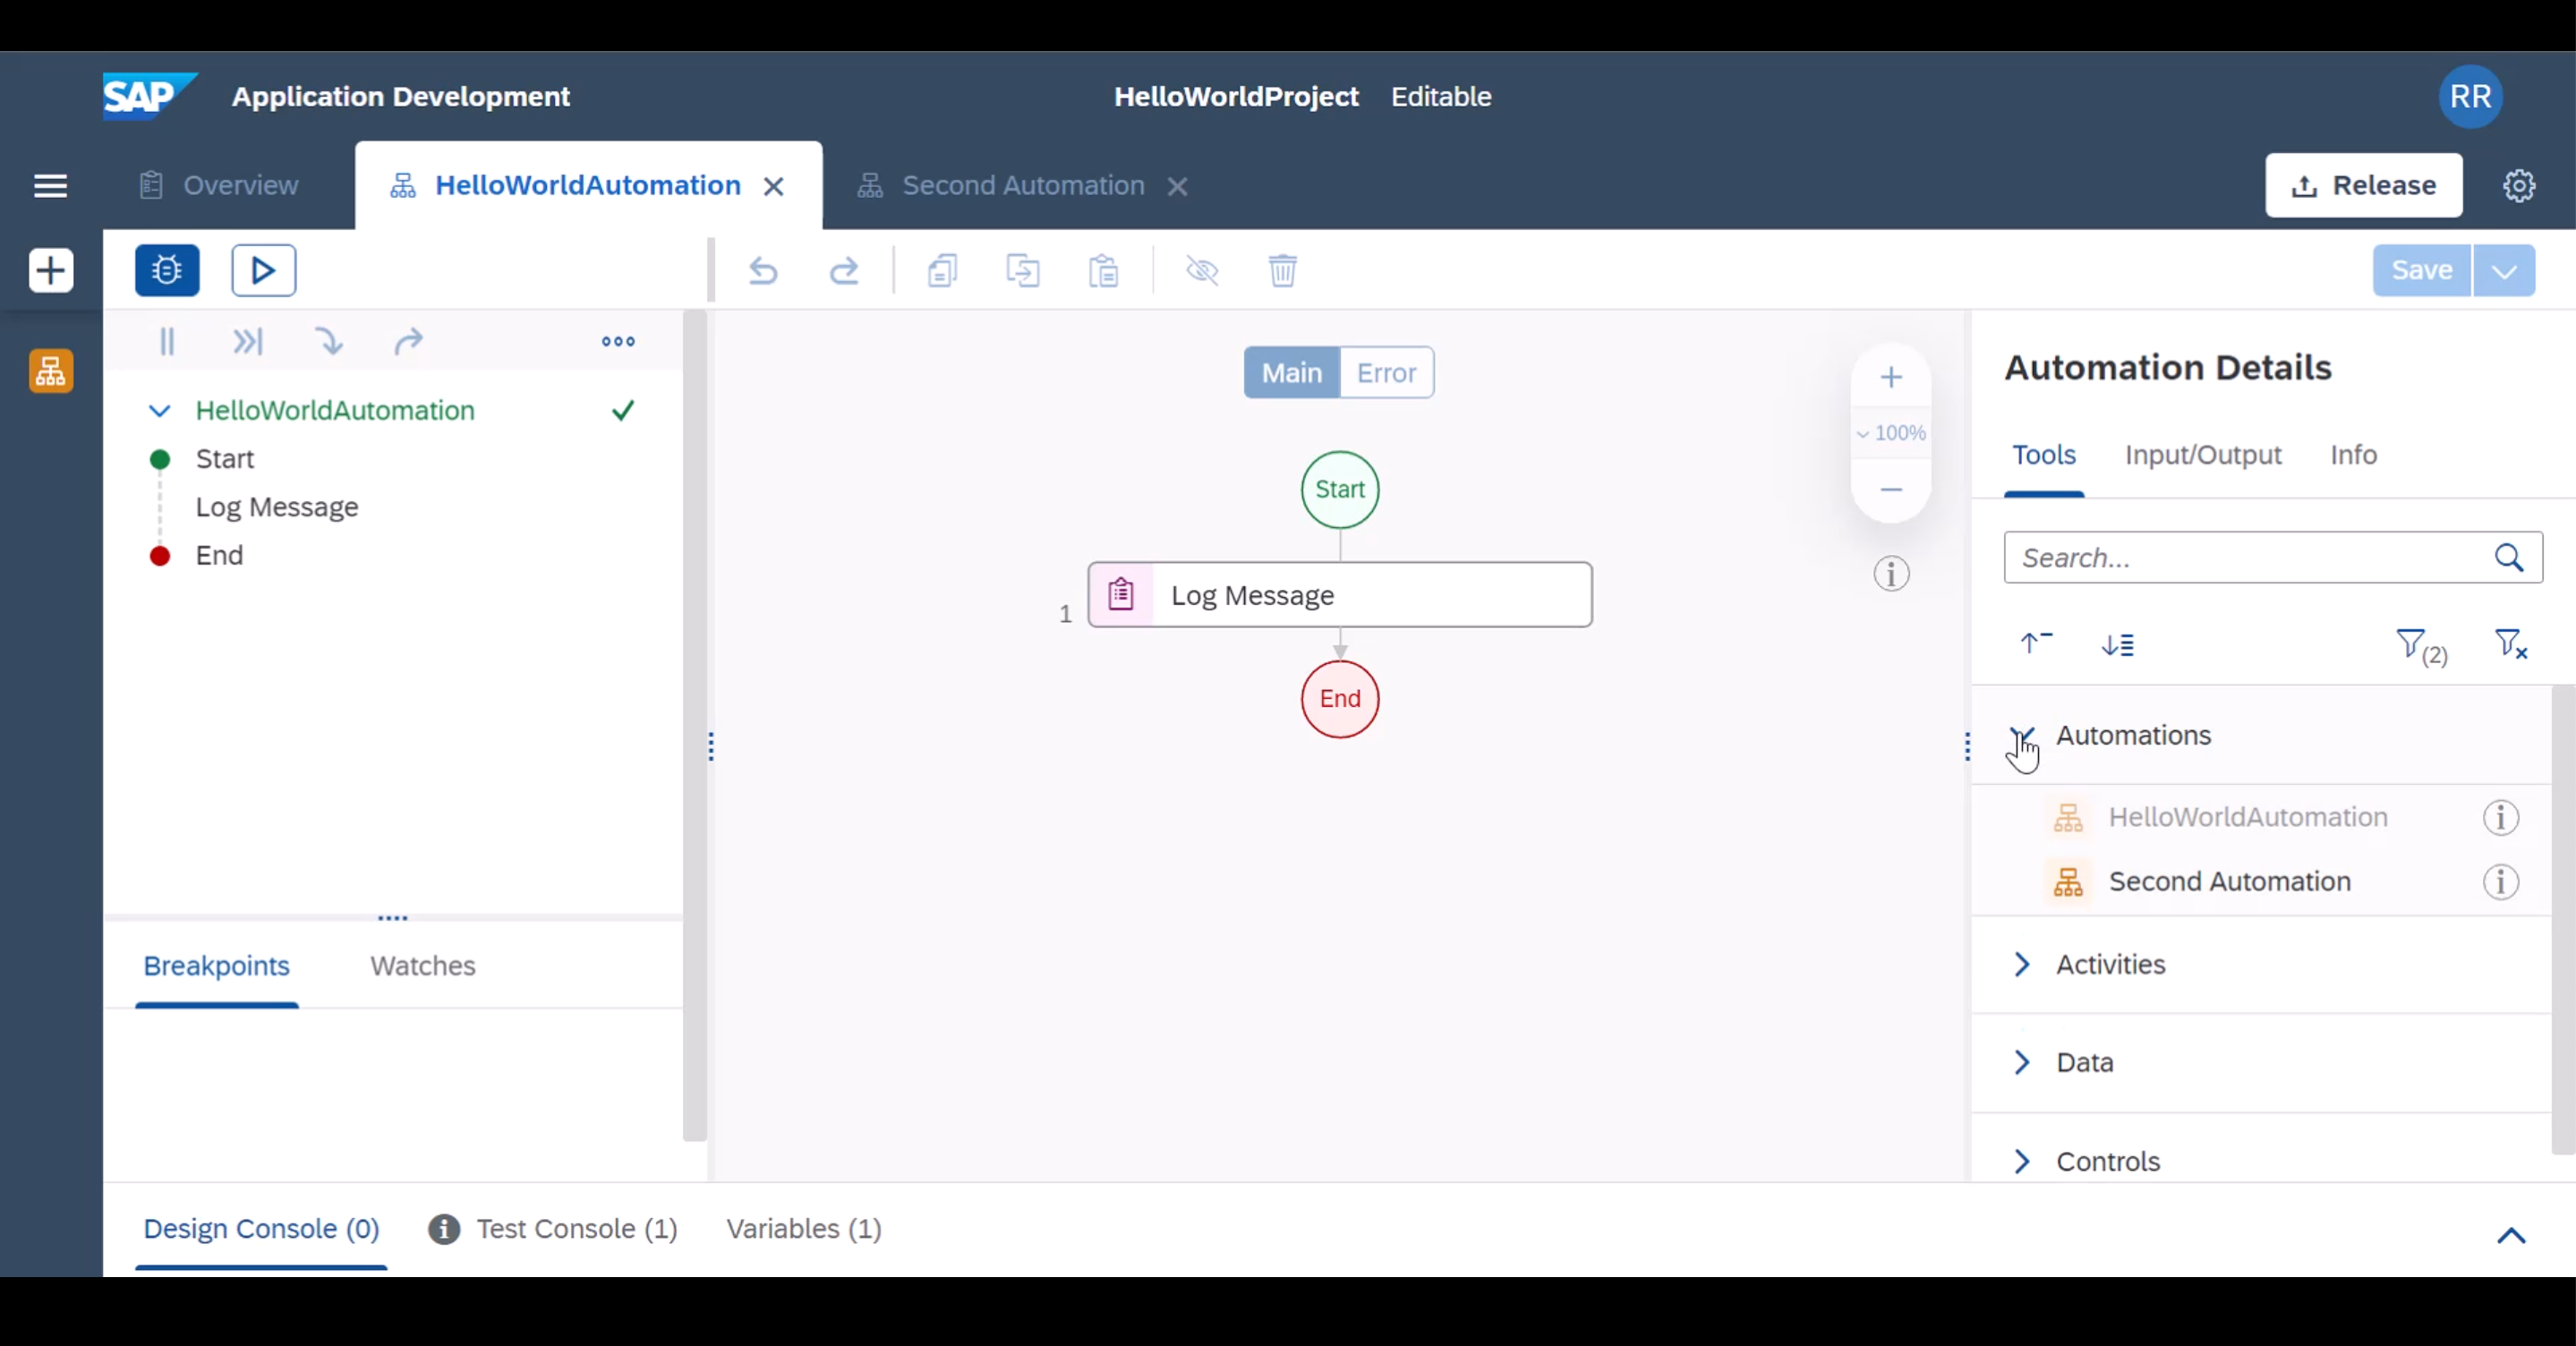 SAP Application Development HelloWorldProject Editable RR
Overview HelloWorldAutomation Second Automation Release
Save
HelloWorldAutomation
Start
Log Message
End
Breakpoints Watches
Main Error
Start
1 Log Message
End
100%
Automation Details
Tools Input/Output Info
Search...
(2)
Automations
HelloWorldAutomation
Second Automation
Activities
Data
Controls
Design Console (0) Test Console (1) Variables (1)